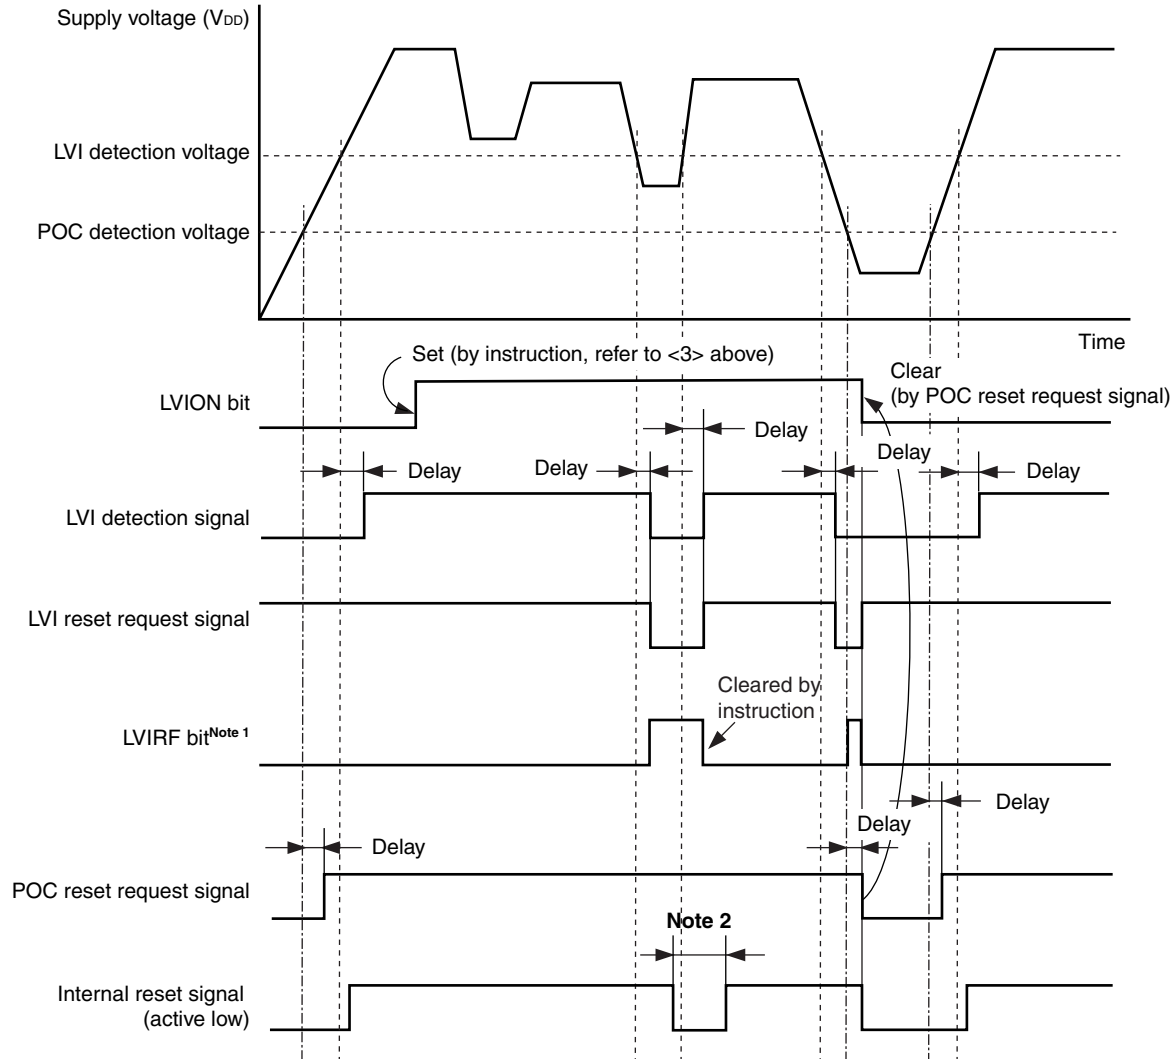 Supply voltage (VDD)
LVI detection voltage
POC detection voltage
Time
Set (by instruction, refer to <3> above)
Clear
(by POC reset request signal)
LVION bit
Delay
Delay
Delay
Delay
Delay
LVI detection signal
LVI reset request signal
Cleared by
instruction
LVIRF bitNote 1
Delay
Delay
Delay
POC reset request signal
Note 2
Internal reset signal
(active low)